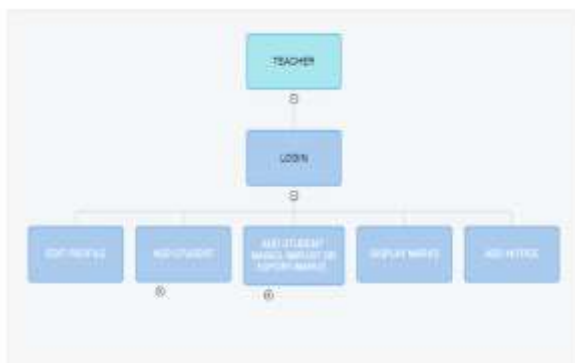 TEACHER
LOGIN
EDIT PROFILE
ADD STUDENT
ADD STUDENT
MARKS, IMPORT OR
EXPORT MARKS
DISPLAY MARKS
ADD NOTICE